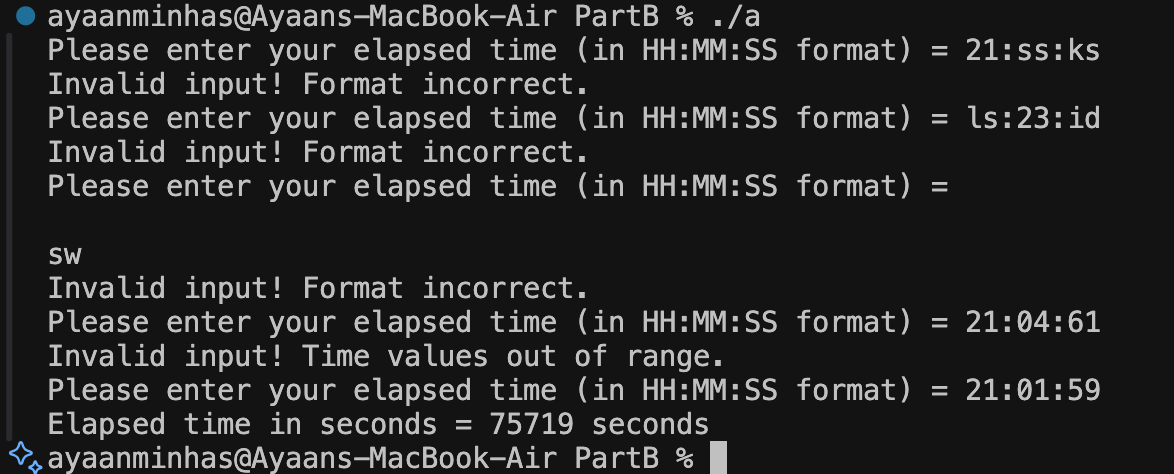 ayaanminhas@Ayaans-MacBook-Air PartB % ./a
Please enter your elapsed time (in HH:MM:SS format) = 21:ss:ks
Invalid input! Format incorrect.
Please enter your elapsed time (in HH:MM:SS format) = ls:23:id
Invalid input! Format incorrect.
Please enter your elapsed time (in HH:MM:SS format) =
sw
Invalid input! Format incorrect.
Please enter your elapsed time (in HH:MM:SS format) = 21:04:61
Invalid input! Time values out of range.
Please enter your elapsed time (in HH:MM:SS format) = 21:01:59
Elapsed time in seconds = 75719 seconds
ayaanminhas@Ayaans-MacBook-Air PartB %